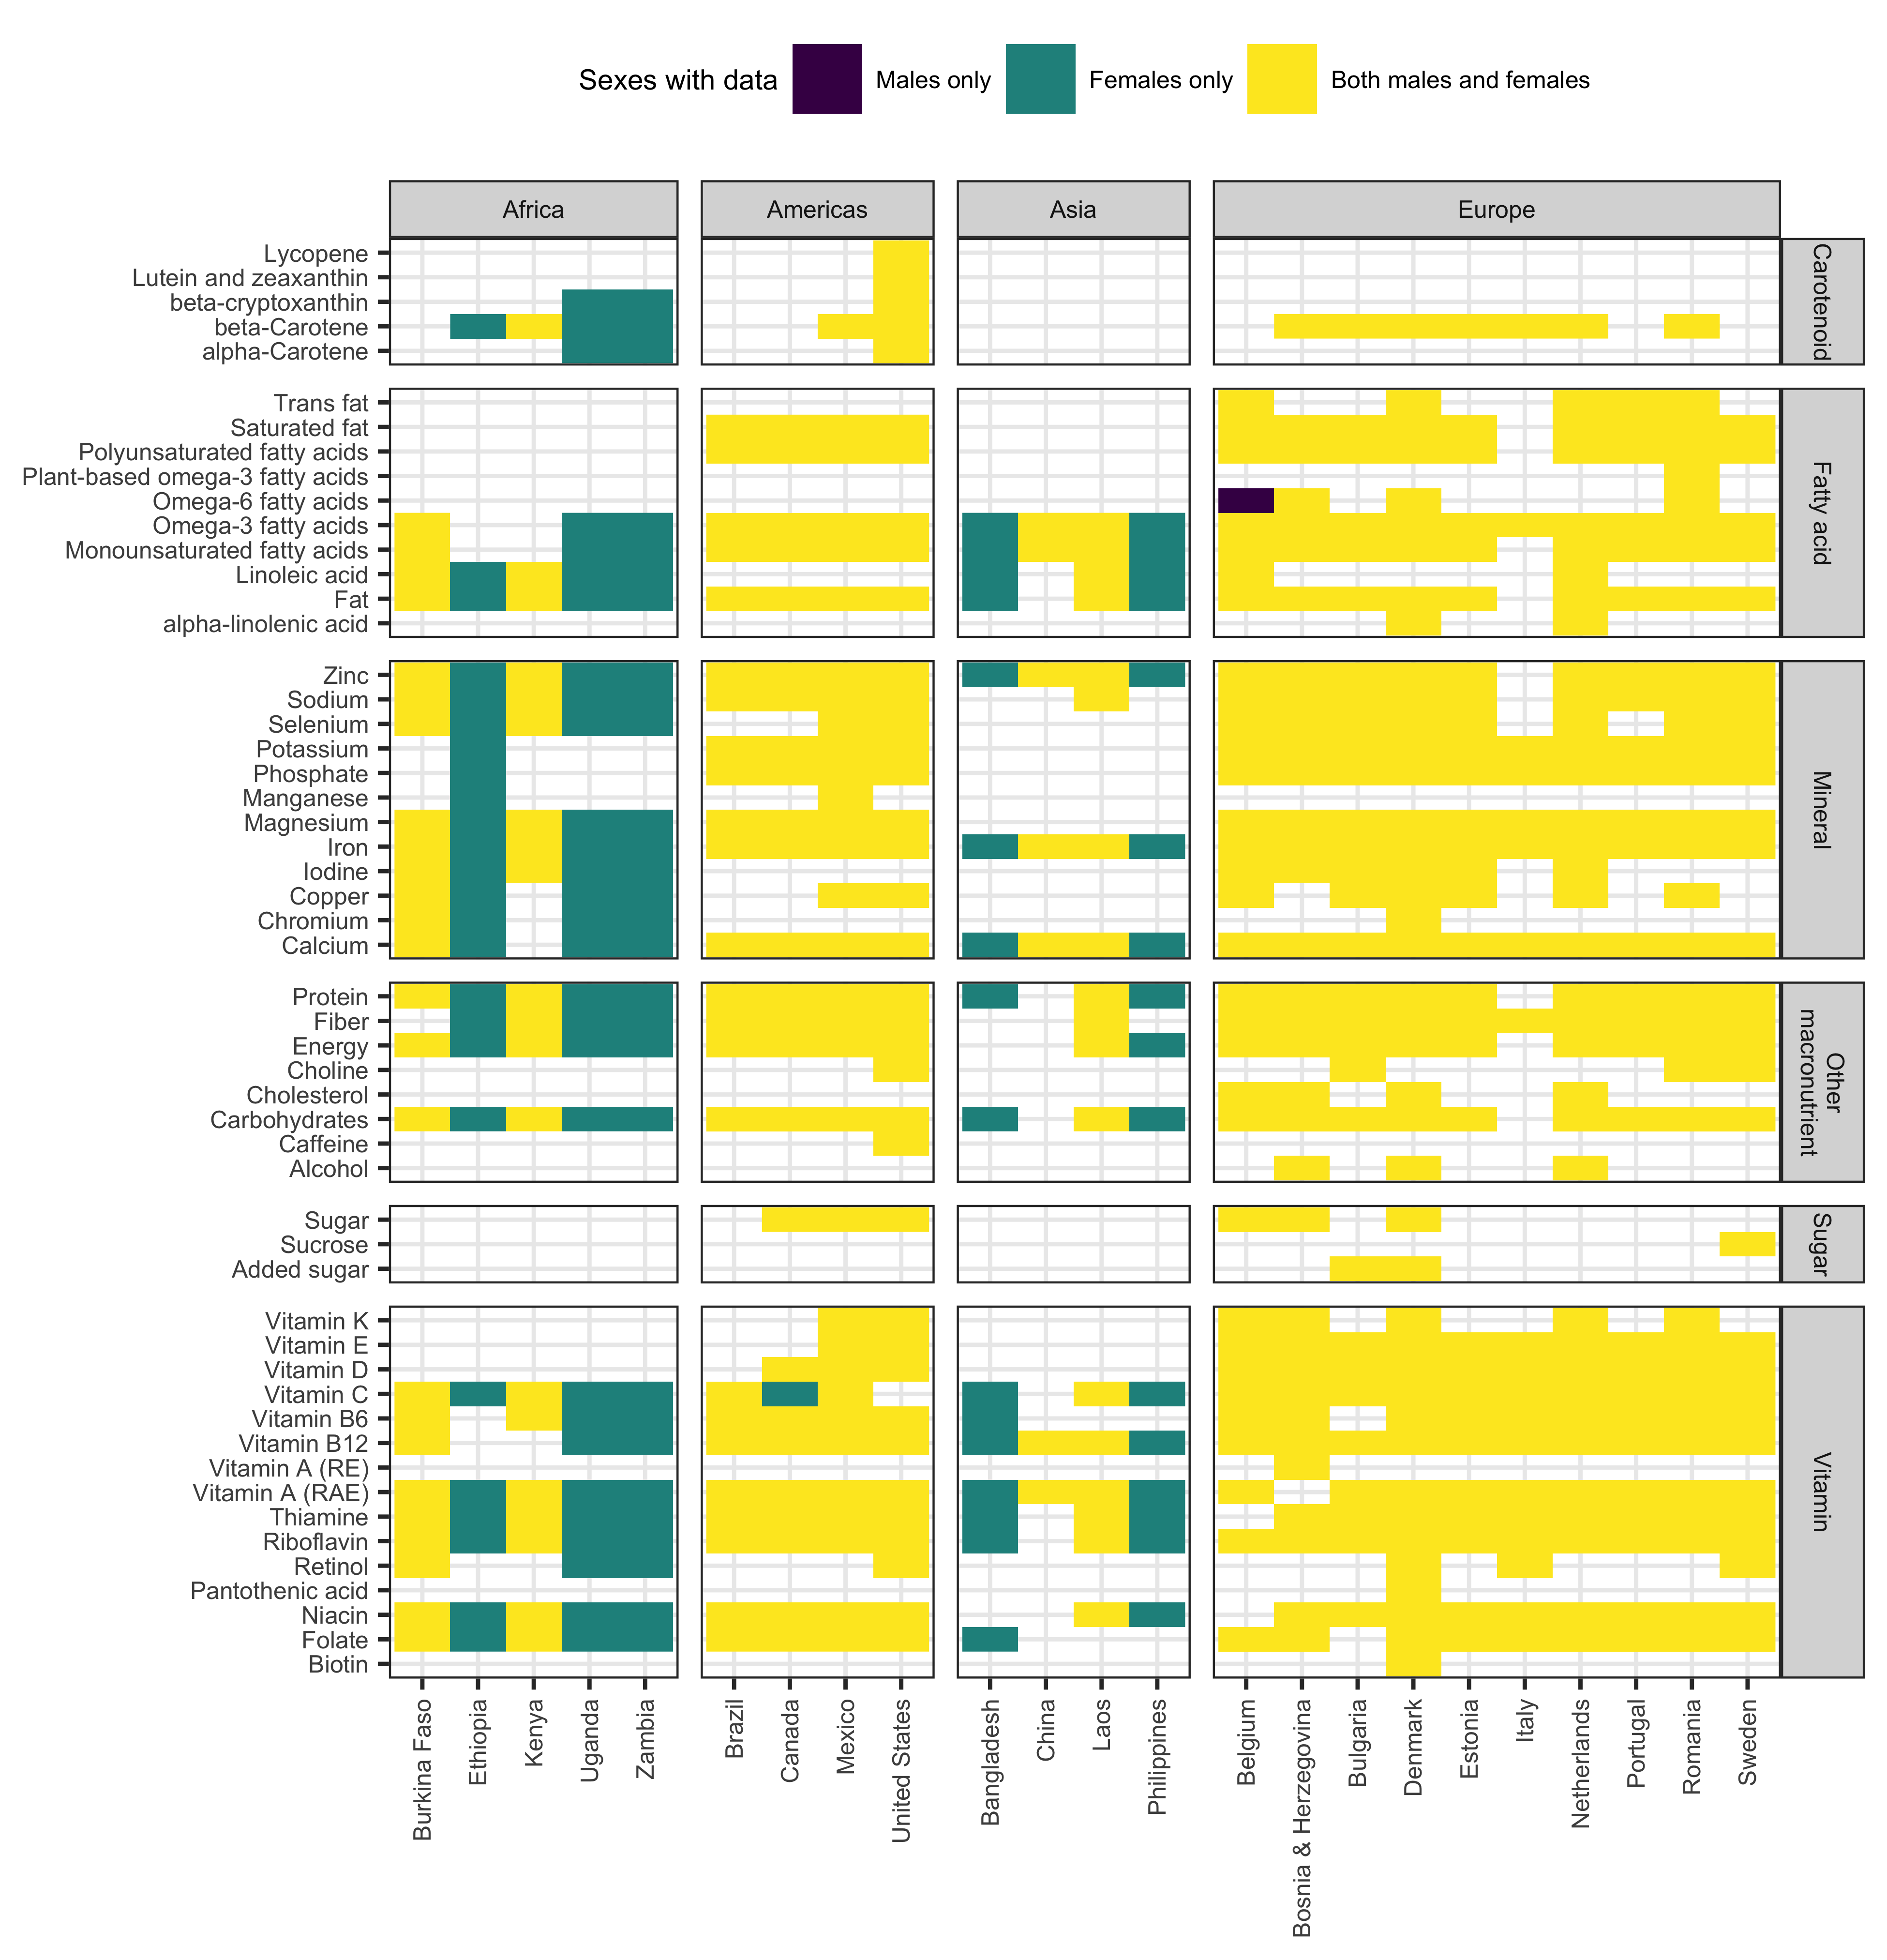 Sexes with data Males only Females only Both males and females
Africa Americas Asia Europe
Lycopene
Lutein and zeaxanthin
beta-cryptoxanthin
beta-Carotene
alpha-Carotene
Carotenoid
Trans fat
Saturated fat
Polyunsaturated fatty acids
Plant-based omega-3 fatty acids
Omega-6 fatty acids
Omega-3 fatty acids
Monounsaturated fatty acids
Linoleic acid
Fat
alpha-linolenic acid
Fatty acid
Zinc
Sodium
Selenium
Potassium
Phosphate
Manganese
Magnesium
Iron
Iodine
Copper
Chromium
Calcium
Mineral
Protein
Fiber
Energy
Choline
Cholesterol
Carbohydrates
Caffeine
Alcohol
Other
macronutrient
Sugar
Sucrose
Added sugar
Sugar
Vitamin K
Vitamin E
Vitamin D
Vitamin C
Vitamin B6
Vitamin B12
Vitamin A (RE)
Vitamin A (RAE)
Thiamine
Riboflavin
Retinol
Pantothenic acid
Niacin
Folate
Biotin
Vitamin
Burkina Faso
Ethiopia
Kenya
Uganda
Zambia
Brazil
Canada
Mexico
United States
Bangladesh
China
Laos
Philippines
Belgium
Bosnia & Herzegovina
Bulgaria
Denmark
Estonia
Italy
Netherlands
Portugal
Romania
Sweden